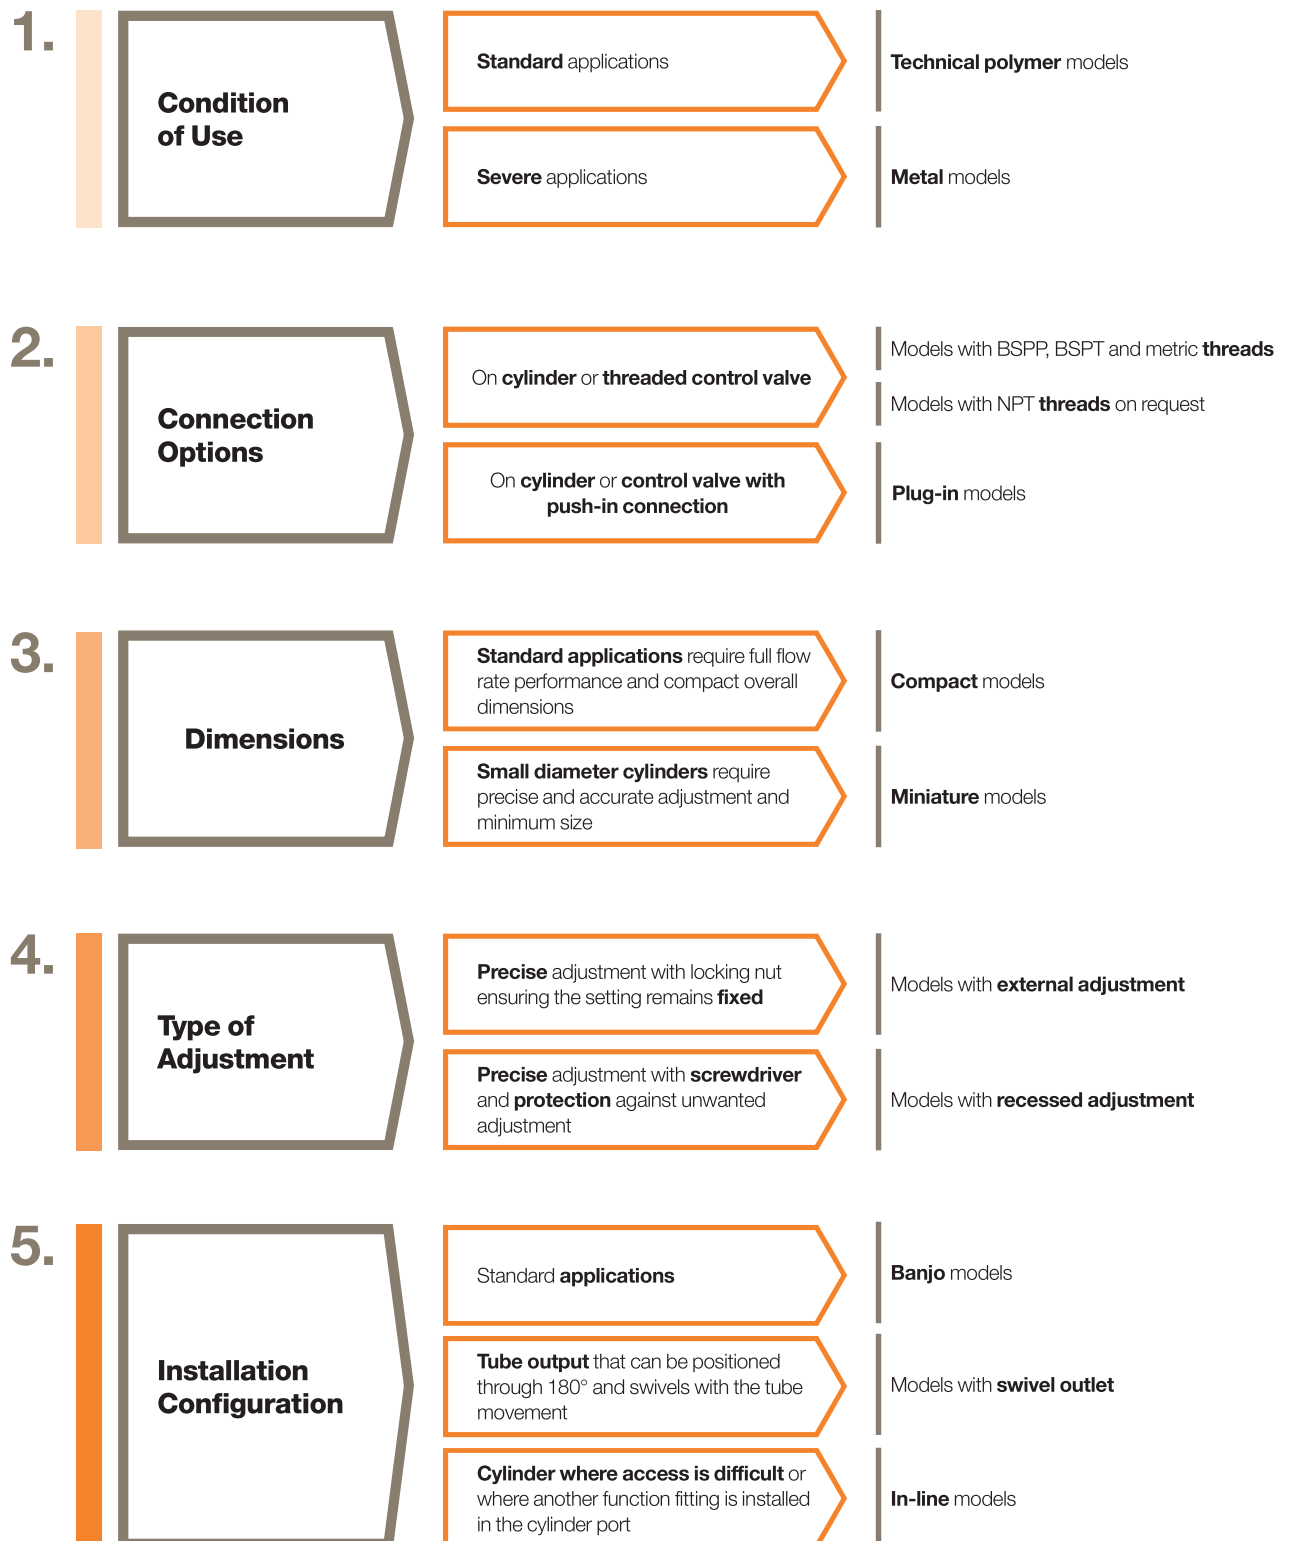 1.
Condition
of Use
Standard applications
Technical polymer models
Severe applications
Metal models
2.
Connection
Options
On cylinder or threaded control valve
Models with BSPP, BSPT and metric threads
Models with NPT threads on request
On cylinder or control valve with
push-in connection
Plug-in models
3.
Dimensions
Standard applications require full flow
rate performance and compact overall
dimensions
Compact models
Small diameter cylinders require
precise and accurate adjustment and
minimum size
Miniature models
4.
Type of
Adjustment
Precise adjustment with locking nut
ensuring the setting remains fixed
Models with external adjustment
Precise adjustment with screwdriver
and protection against unwanted
adjustment
Models with recessed adjustment
5.
Installation
Configuration
Standard applications
Banjo models
Tube output that can be positioned
through 180° and swivels with the tube
movement
Models with swivel outlet
Cylinder where access is difficult or
where another function fitting is installed
in the cylinder port
In-line models